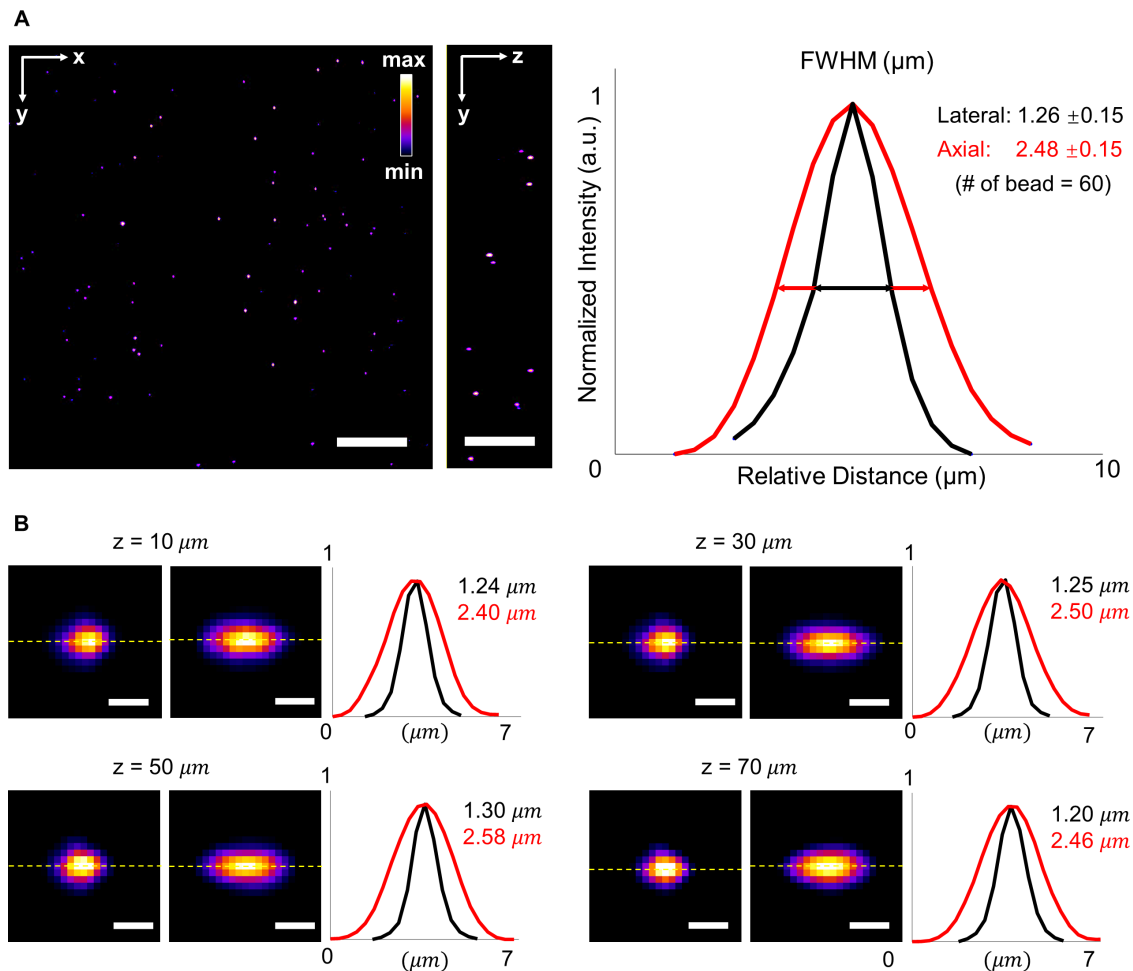 A
x
y
max
min
z
y
FWHM (µm)
1
Lateral: 1.26 ±0.15
Axial: 2.48 ±0.15
(# of bead = 60)
Normalized Intensity (a.u.)
0
Relative Distance (µm)
10
B
z = 10 µm
1
1.24 µm
2.40 µm
0
(µm)
7
z = 30 µm
1
1.25 µm
2.50 µm
0
(µm)
7
z = 50 µm
1
1.30 µm
2.58 µm
0
(µm)
7
z = 70 µm
1
1.20 µm
2.46 µm
0
(µm)
7